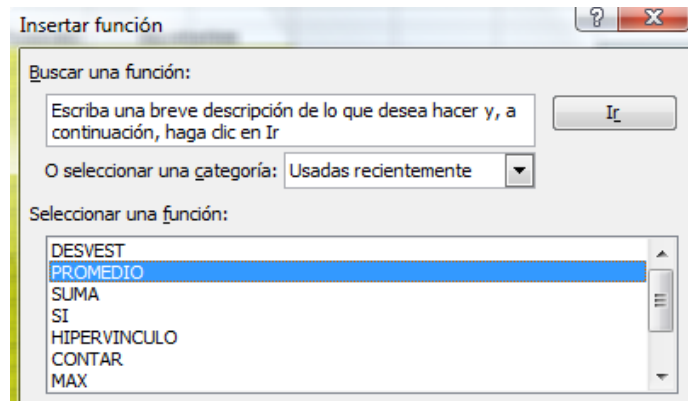 Insertar función
Buscar una función:
Escriba una breve descripción de lo que desea hacer y, a
continuación, haga clic en Ir
Ir
O seleccionar una categoría: Usadas recientemente
Seleccionar una función:
DESVEST
PROMEDIO
SUMA
SI
HIPERVINCULO
CONTAR
MAX